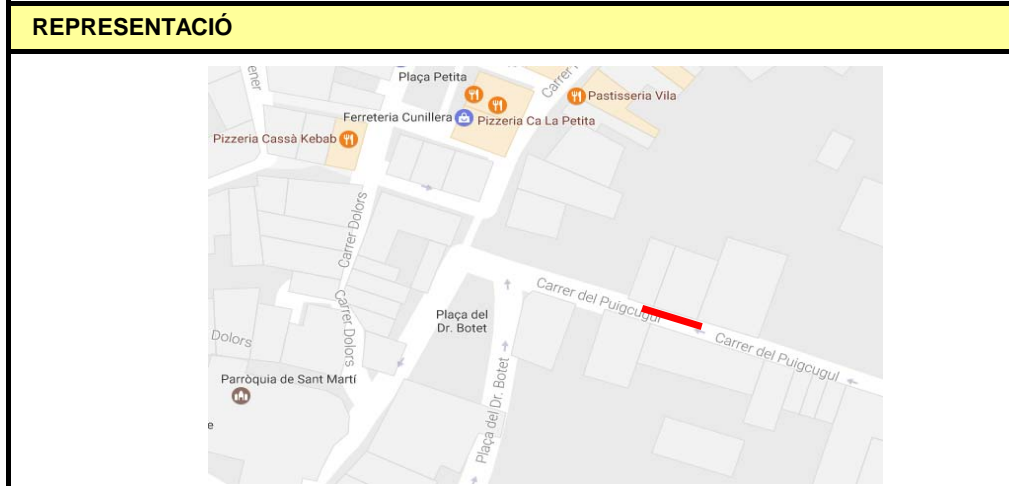 REPRESENTACIÓ
Plaça Petita
Pastisseria Vila
Ferreteria Cunillera
Pizzeria Ca La Petita
Pizzeria Cassà Kebab
Carrer Dolors
Carrer Dolors
Carrer del Puigcugul
Plaça del
Dr. Botet
Carrer del Puigcugul
Dolors
Plaça del Dr. Botet
Parròquia de Sant Martí